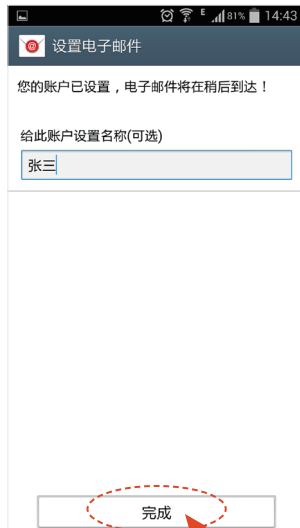 E 81% 14:43
设置电子邮件
您的账户已设置，电子邮件将在稍后到达！
给此账户设置名称(可选)
张三
完成